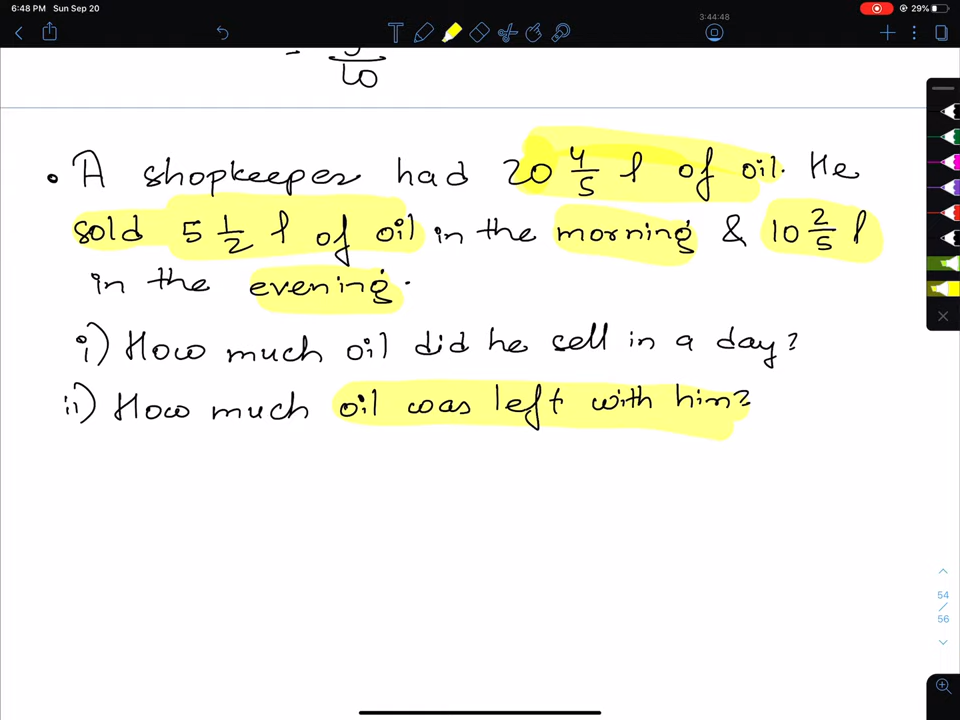 6:48 PM Sun Sep 20
29%
3:44:48
T
=
10
• A shopkeeper had 20 4/5 l of oil. He
sold 5 1/2 l of oil in the morning & 10 2/5 l
in the evening.
i) How much oil did he sell in a day?
ii) How much oil was left with him?
54
/
56